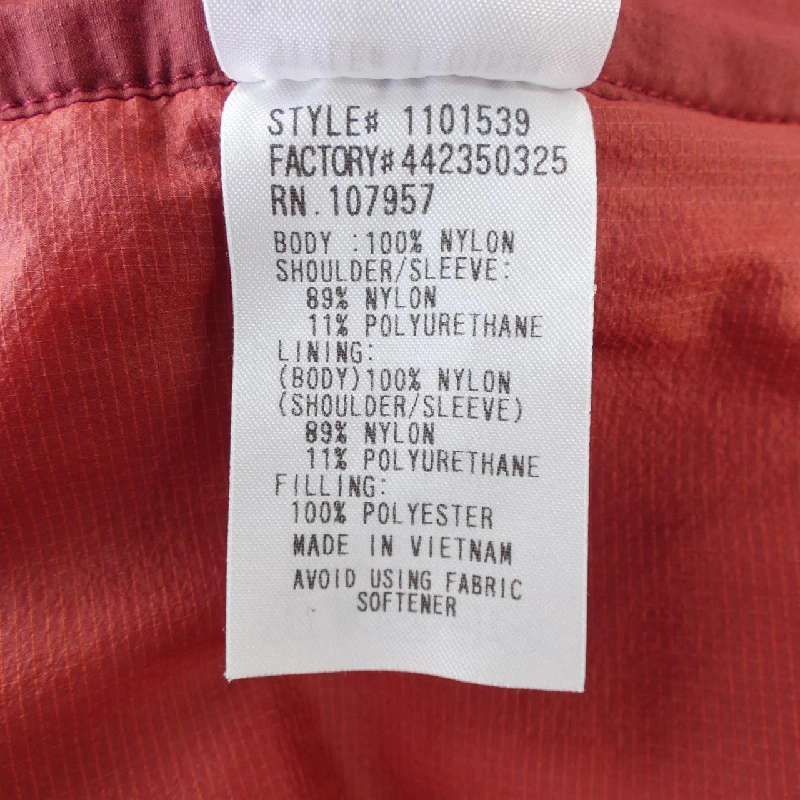 STYLE# 1101539
FACTORY#442350325
RN.107957
BODY :100% NYLON
SHOULDER/SLEEVE:
89% NYLON
11% POLYURETHANE
LINING:
(BODY)100% NYLON
(SHOULDER/SLEEVE)
89% NYLON
11% POLYURETHANE
FILLING:
100% POLYESTER
MADE IN VIETNAM
AVOID USING FABRIC
SOFTENER